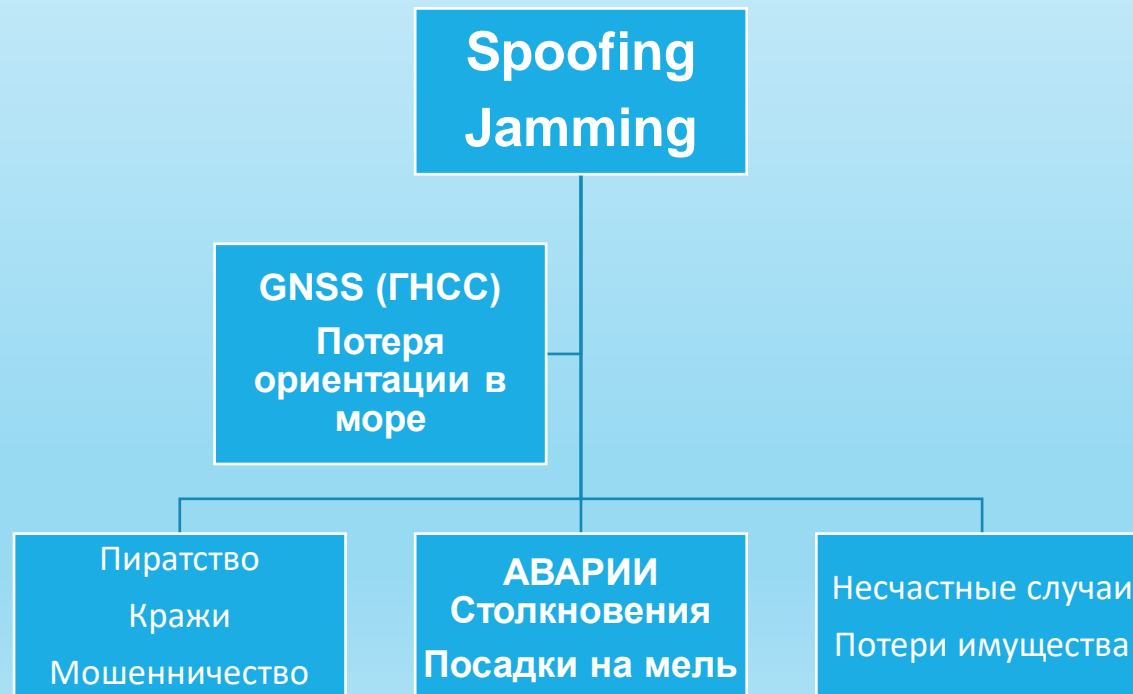 Spoofing
Jamming
GNSS (ГНСС)
Потеря
ориентации в
море
Пиратство
Кражи
Мошенничество
АВАРИИ
Столкновения
Посадки на мель
Несчастные случаи
Потери имущества